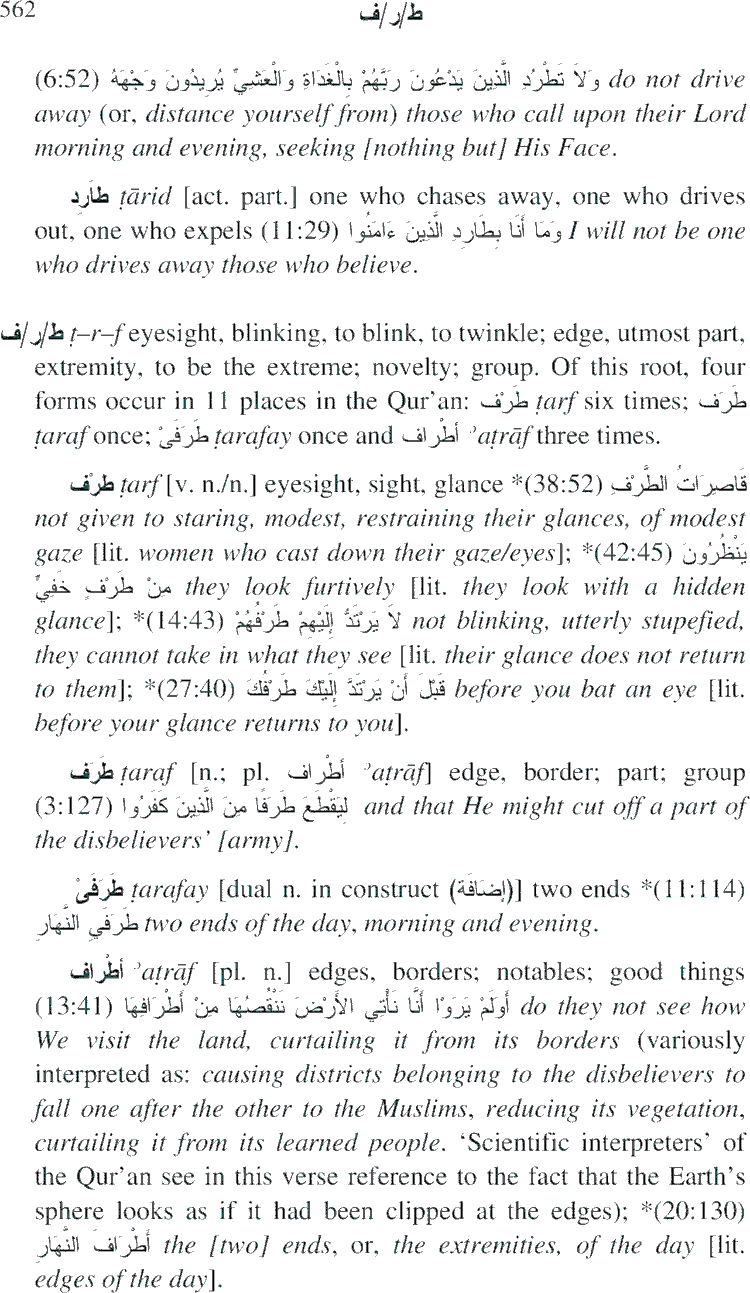 562 ط/ر/ف
(6:52) وَلاَ تَطْرُدِ الَّذِينَ يَدْعُونَ رَبَّهُمْ بِالْغَدَاةِ وَالْعَشِيِّ يُرِيدُونَ وَجْهَهُ do not drive
away (or, distance yourself from) those who call upon their Lord
morning and evening, seeking [nothing but] His Face.
طَارِد ṭārid [act. part.] one who chases away, one who drives
out, one who expels (11:29) وَمَا أَنَا بِطَارِدِ الَّذِينَ ءَامَنُوا I will not be one
who drives away those who believe.
ط/ر/ف ṭ–r–f eyesight, blinking, to blink, to twinkle; edge, utmost part,
extremity, to be the extreme; novelty; group. Of this root, four
forms occur in 11 places in the Qur'an: طَرْف ṭarf six times; طَرَف
ṭaraf once; طَرَفَيْ ṭarafay once and أطْراف ʾaṭrāf three times.
طَرْف ṭarf [v. n./n.] eyesight, sight, glance *(38:52) قَاصِرَاتُ الطَّرْفِ
not given to staring, modest, restraining their glances, of modest
gaze [lit. women who cast down their gaze/eyes]; *(42:45) يَنْظُرُونَ
مِنْ طَرْفٍ خَفِيٍّ they look furtively [lit. they look with a hidden
glance]; *(14:43) لاَ يَرْتَدُّ إِلَيْهِمْ طَرْفُهُمْ not blinking, utterly stupefied,
they cannot take in what they see [lit. their glance does not return
to them]; *(27:40) قَبْلَ أَنْ يَرْتَدَّ إِلَيْكَ طَرْفُكَ before you bat an eye [lit.
before your glance returns to you].
طَرَف ṭaraf [n.; pl. أطْراف ʾaṭrāf] edge, border; part; group
(3:127) لِيَقْطَعَ طَرَفًا مِنَ الَّذِينَ كَفَرُوا and that He might cut off a part of
the disbelievers' [army].
طَرَفَيْ ṭarafay [dual n. in construct (إضَافَة)] two ends *(11:114)
طَرَفَيِ النَّهَارِ two ends of the day, morning and evening.
أطْراف ʾaṭrāf [pl. n.] edges, borders; notables; good things
(13:41) أَوَلَمْ يَرَوْا أَنَّا نَأْتِي الأَرْضَ نَنْقُصُهَا مِنْ أَطْرَافِهَا do they not see how
We visit the land, curtailing it from its borders (variously
interpreted as: causing districts belonging to the disbelievers to
fall one after the other to the Muslims, reducing its vegetation,
curtailing it from its learned people. 'Scientific interpreters' of
the Qur'an see in this verse reference to the fact that the Earth's
sphere looks as if it had been clipped at the edges); *(20:130)
أَطْرَافَ النَّهَارِ the [two] ends, or, the extremities, of the day [lit.
edges of the day].